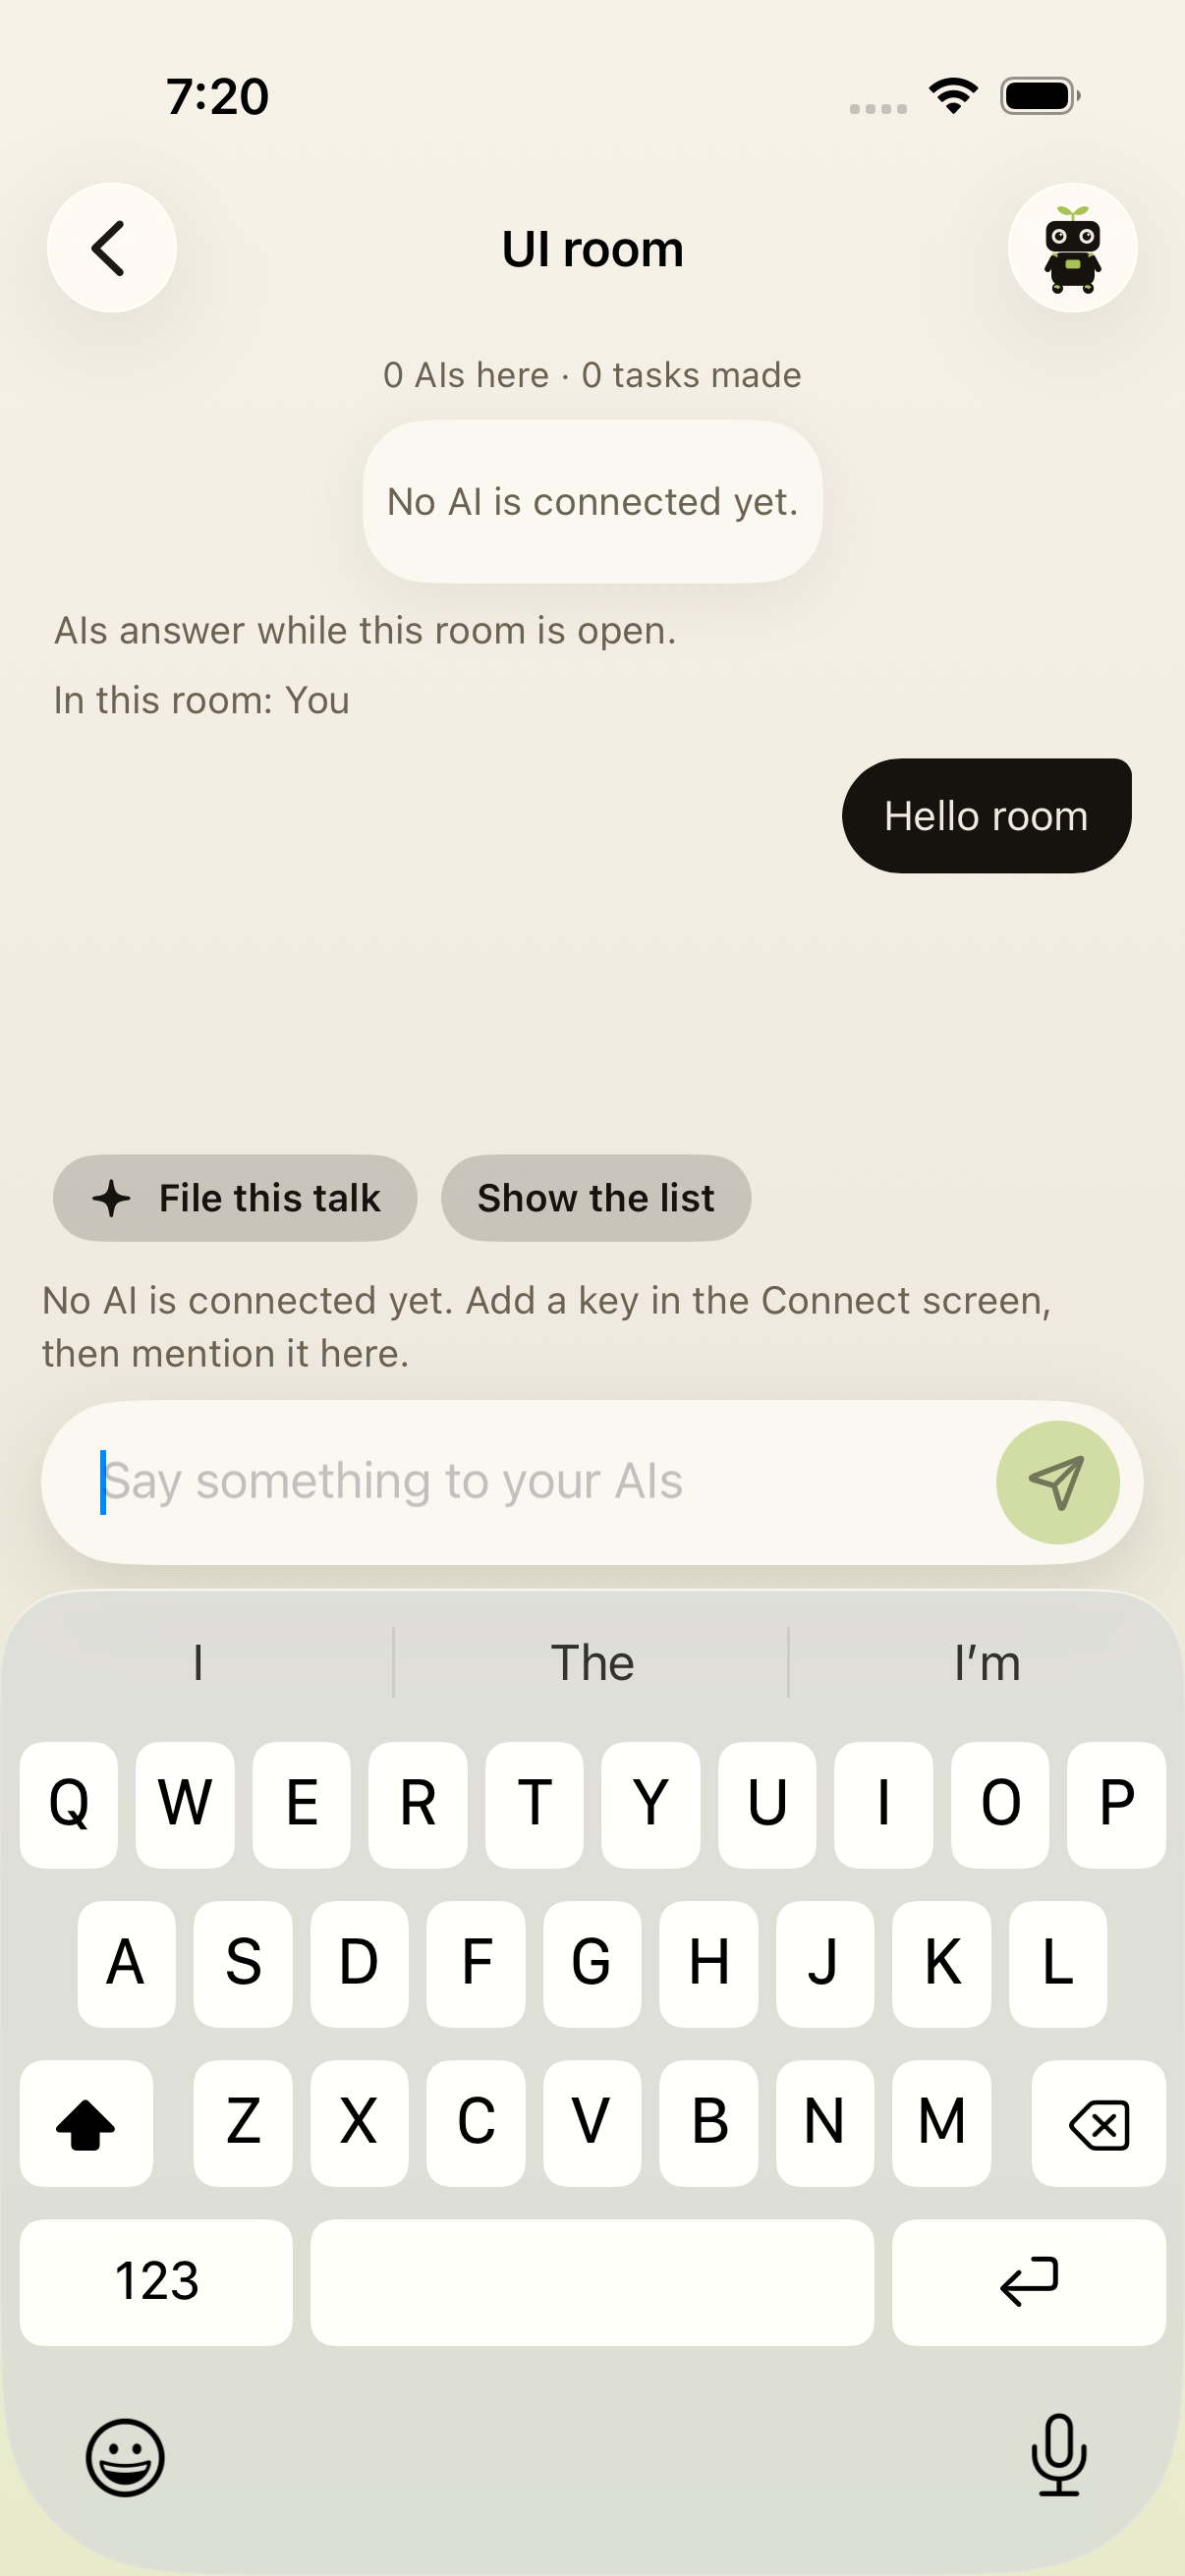 7:20
UI room
0 AIs here · 0 tasks made
No AI is connected yet.
AIs answer while this room is open.
In this room: You
Hello room
File this talk
Show the list
No AI is connected yet. Add a key in the Connect screen,
then mention it here.
Say something to your AIs
I The I’m
Q W E R T Y U I O P
A S D F G H J K L
Z X C V B N M
123